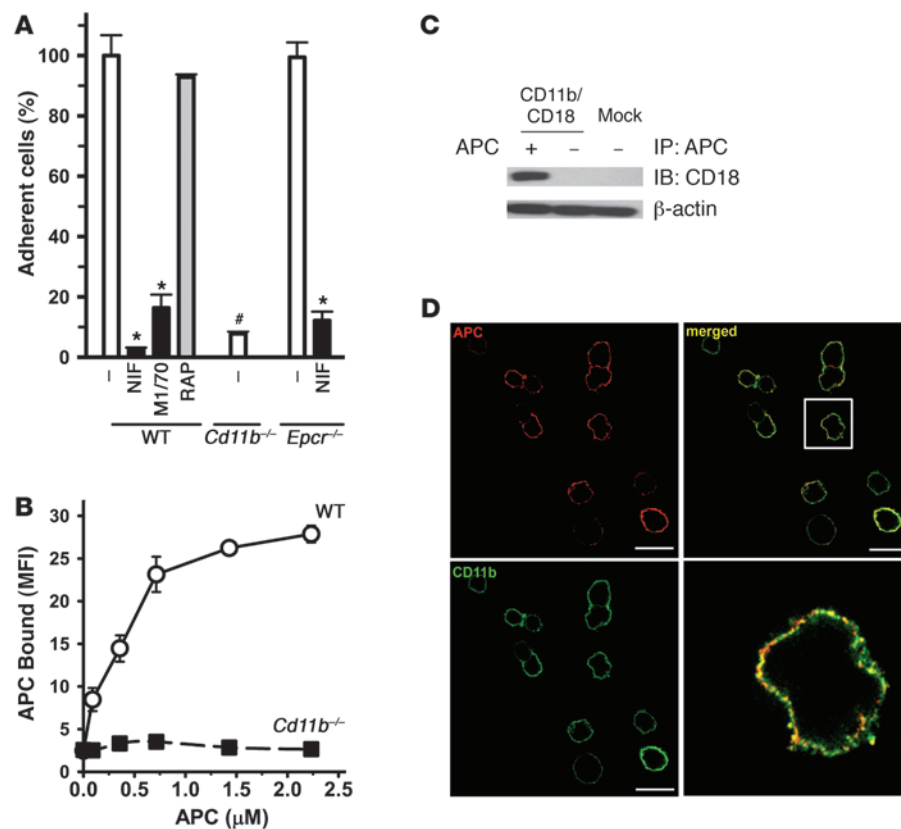 A
Adherent cells (%)
100
80
60
40
20
0
– NIF M1/70 RAP – – NIF
WT Cd11b–/– Epcr–/–
* * # *
B
APC Bound (MFI)
30
25
20
15
10
5
0
WT
Cd11b–/–
0.0 0.5 1.0 1.5 2.0 2.5
APC (μM)
C
CD11b/
CD18 Mock
APC + – – IP: APC
IB: CD18
β-actin
D
APC
merged
CD11b